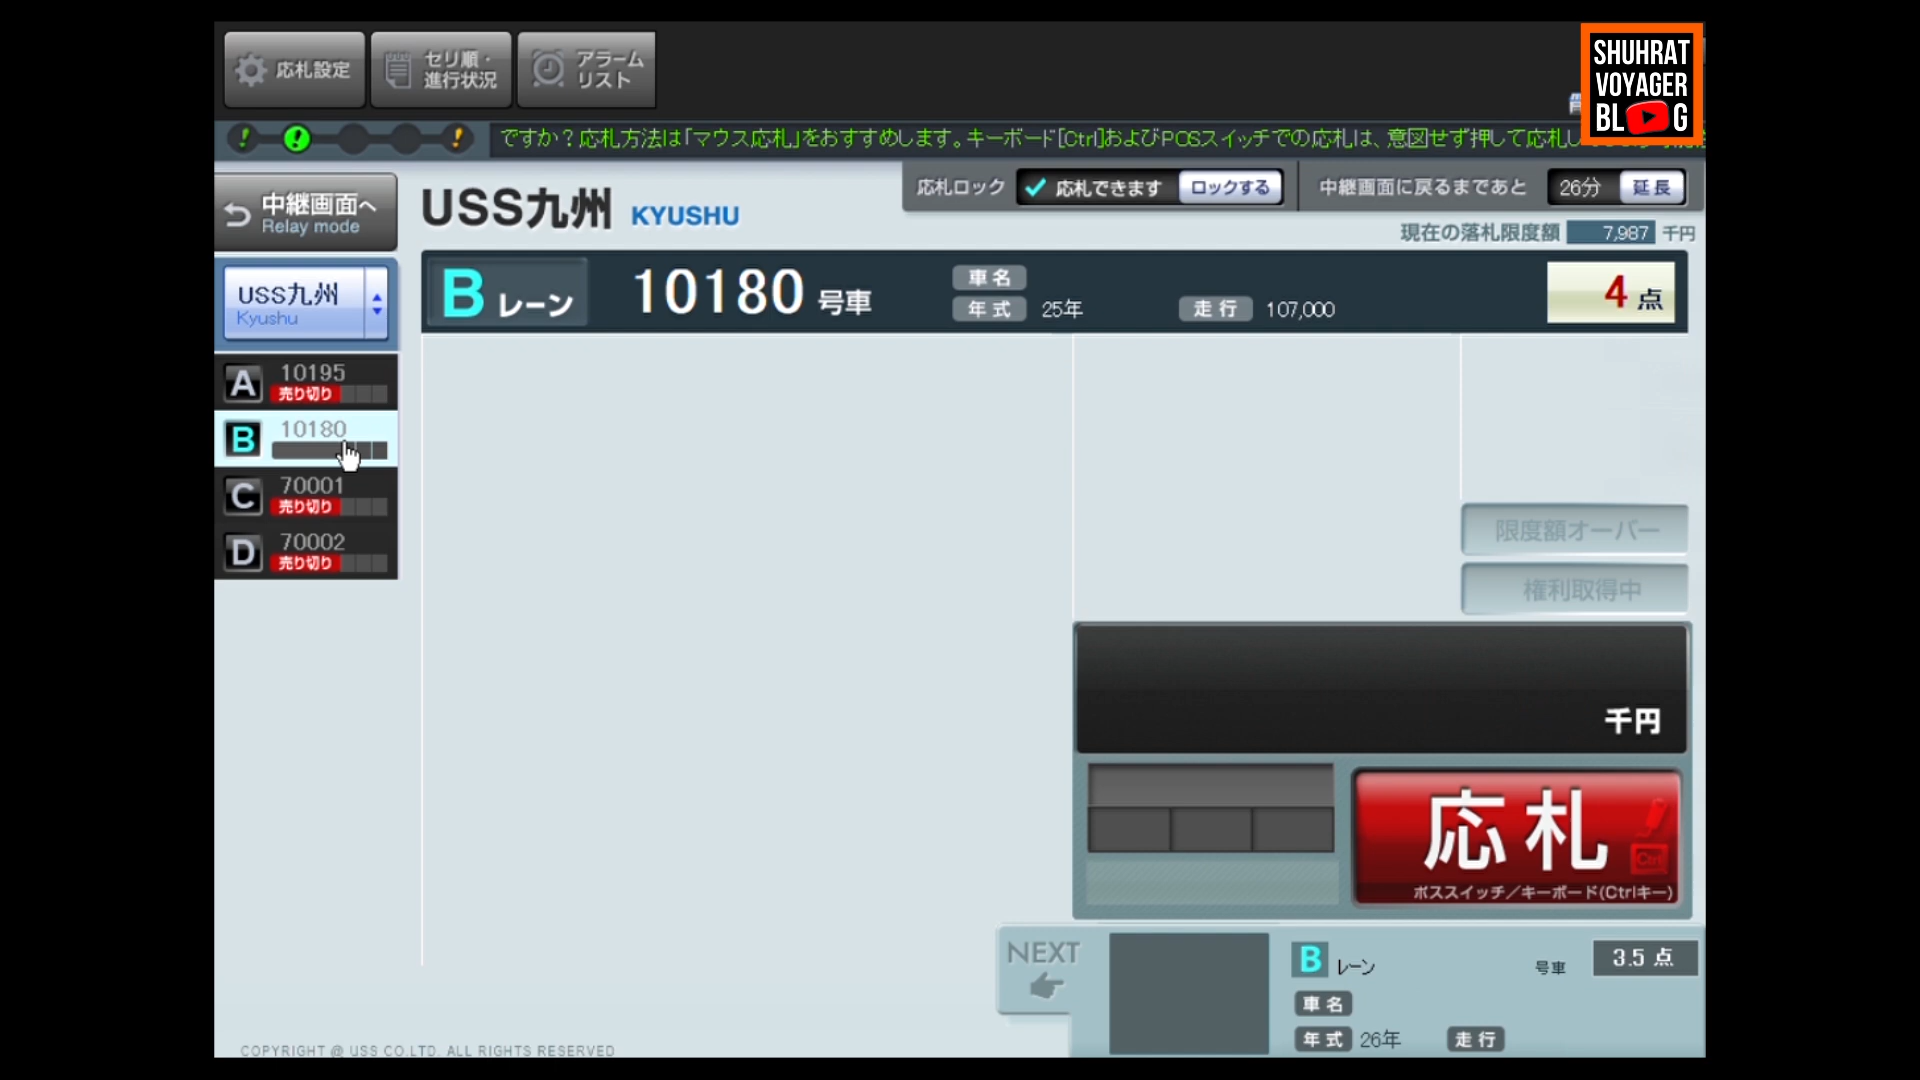 応札設定
セリ順・
進行状況
アラーム
リスト
SHUHRAT
VOYAGER
BLOG
ですか？応札方法は「マウス応札」をおすすめします。キーボード[Ctrl]およびPOSスイッチでの応札は、意図せず押して応札し
中継画面へ
Relay mode
USS九州 KYUSHU
応札ロック 応札できます ロックする
中継画面に戻るまであと 26分 延長
現在の落札限度額 7,987 千円
USS九州
Kyushu
B レーン 10180 号車
車名
年式 25年 走行 107,000
4 点
A 10195
売り切り
B 10180
C 70001
売り切り
D 70002
売り切り
限度額オーバー
権利取得中
千円
応札
Ctrl
ポススイッチ／キーボード(Ctrlキー)
NEXT
B レーン 号車 3.5 点
車名
年式 26年 走行
COPYRIGHT @ USS CO.LTD. ALL RIGHTS RESERVED